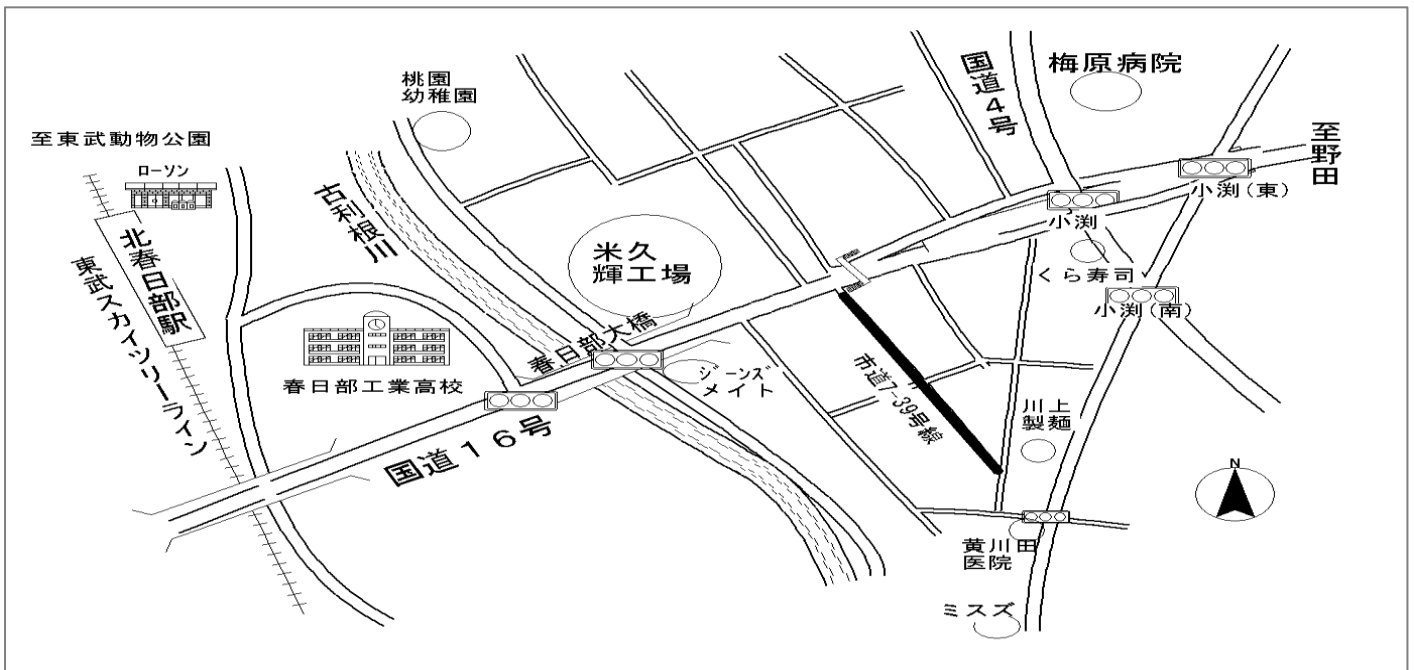 桃園
幼稚園
国道4号
梅原病院
至東武動物公園
ローソン
至野田
古利根川
小渕(東)
小渕
北春日部駅
東武スカイツリーライン
米久
輝工場
くら寿司
小渕(南)
春日部大橋
春日部工業高校
ジーンズ
メイト
市道7-39号線
川上
製麺
国道16号
N
黄川田
医院
ミスズ